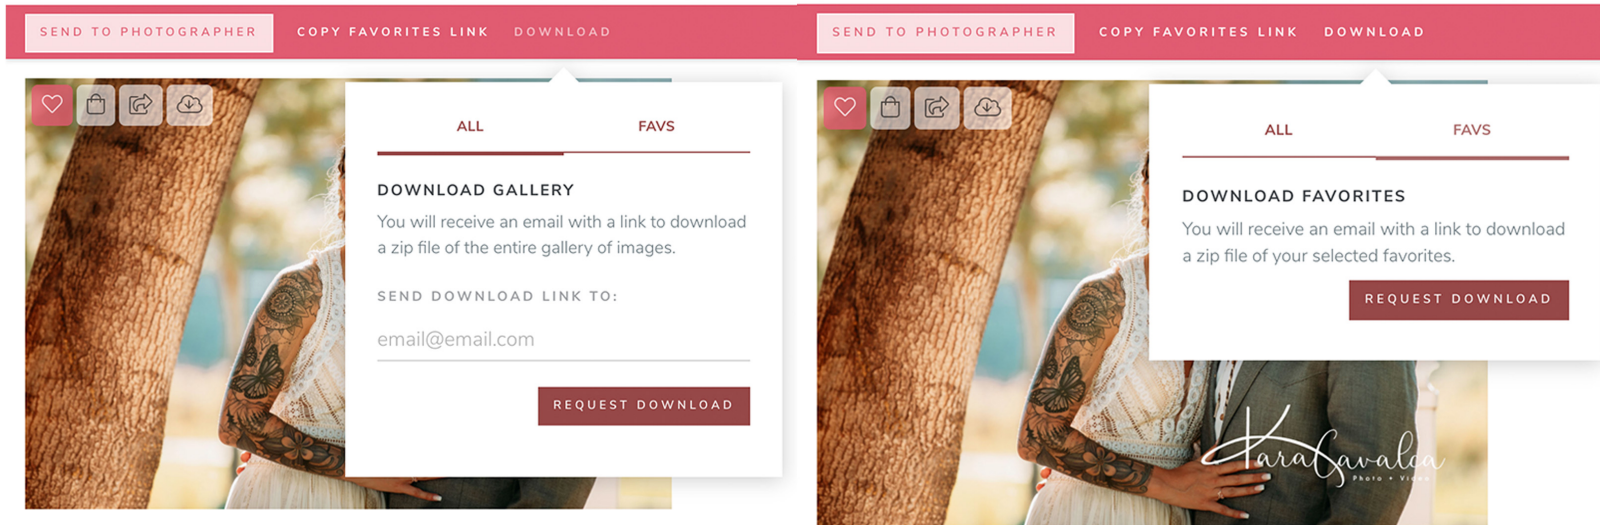 SEND TO PHOTOGRAPHER COPY FAVORITES LINK DOWNLOAD
ALL FAVS
DOWNLOAD GALLERY
You will receive an email with a link to download
a zip file of the entire gallery of images.
SEND DOWNLOAD LINK TO:
email@email.com
REQUEST DOWNLOAD
SEND TO PHOTOGRAPHER COPY FAVORITES LINK DOWNLOAD
ALL FAVS
DOWNLOAD FAVORITES
You will receive an email with a link to download
a zip file of your selected favorites.
REQUEST DOWNLOAD
Photo + Video